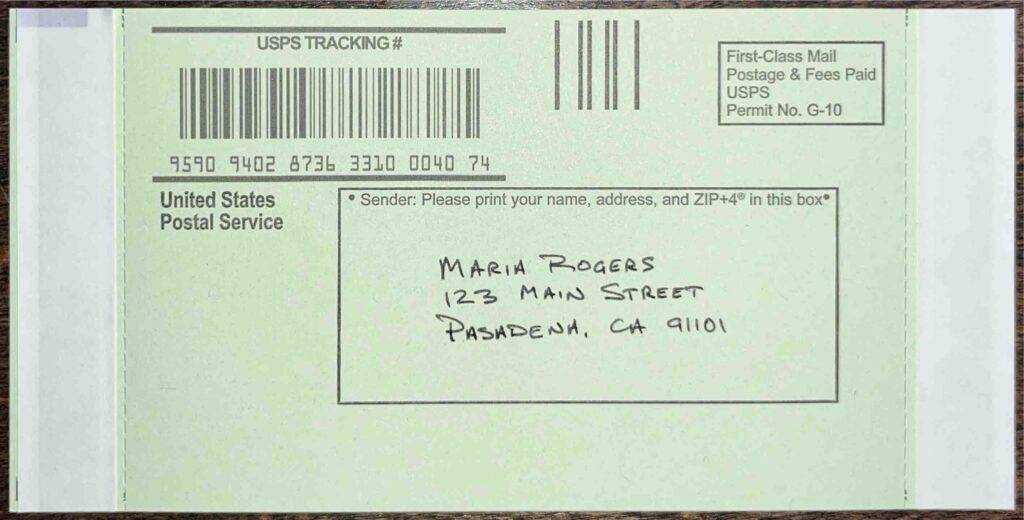 USPS TRACKING #
9590 9402 8736 3310 0040 74
First-Class Mail
Postage & Fees Paid
USPS
Permit No. G-10
United States
Postal Service
• Sender: Please print your name, address, and ZIP+4® in this box•
MARIA ROGERS
123 MAIN STREET
PASADENA, CA 91101